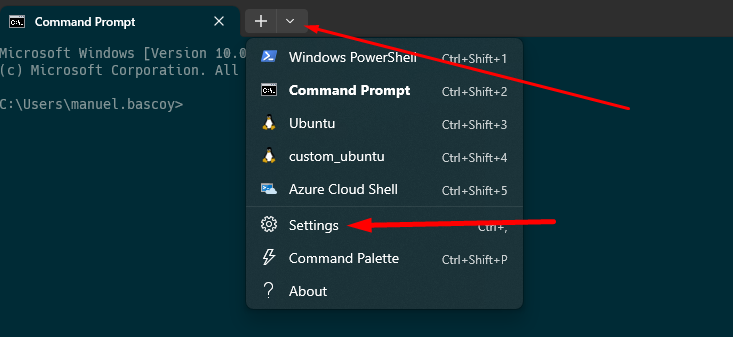 Command Prompt
Microsoft Windows [Version 10.0
(c) Microsoft Corporation. All
C:\Users\manuel.bascoy>
Windows PowerShell Ctrl+Shift+1
Command Prompt Ctrl+Shift+2
Ubuntu Ctrl+Shift+3
custom_ubuntu Ctrl+Shift+4
Azure Cloud Shell Ctrl+Shift+5
Settings Ctrl+,
Command Palette Ctrl+Shift+P
About